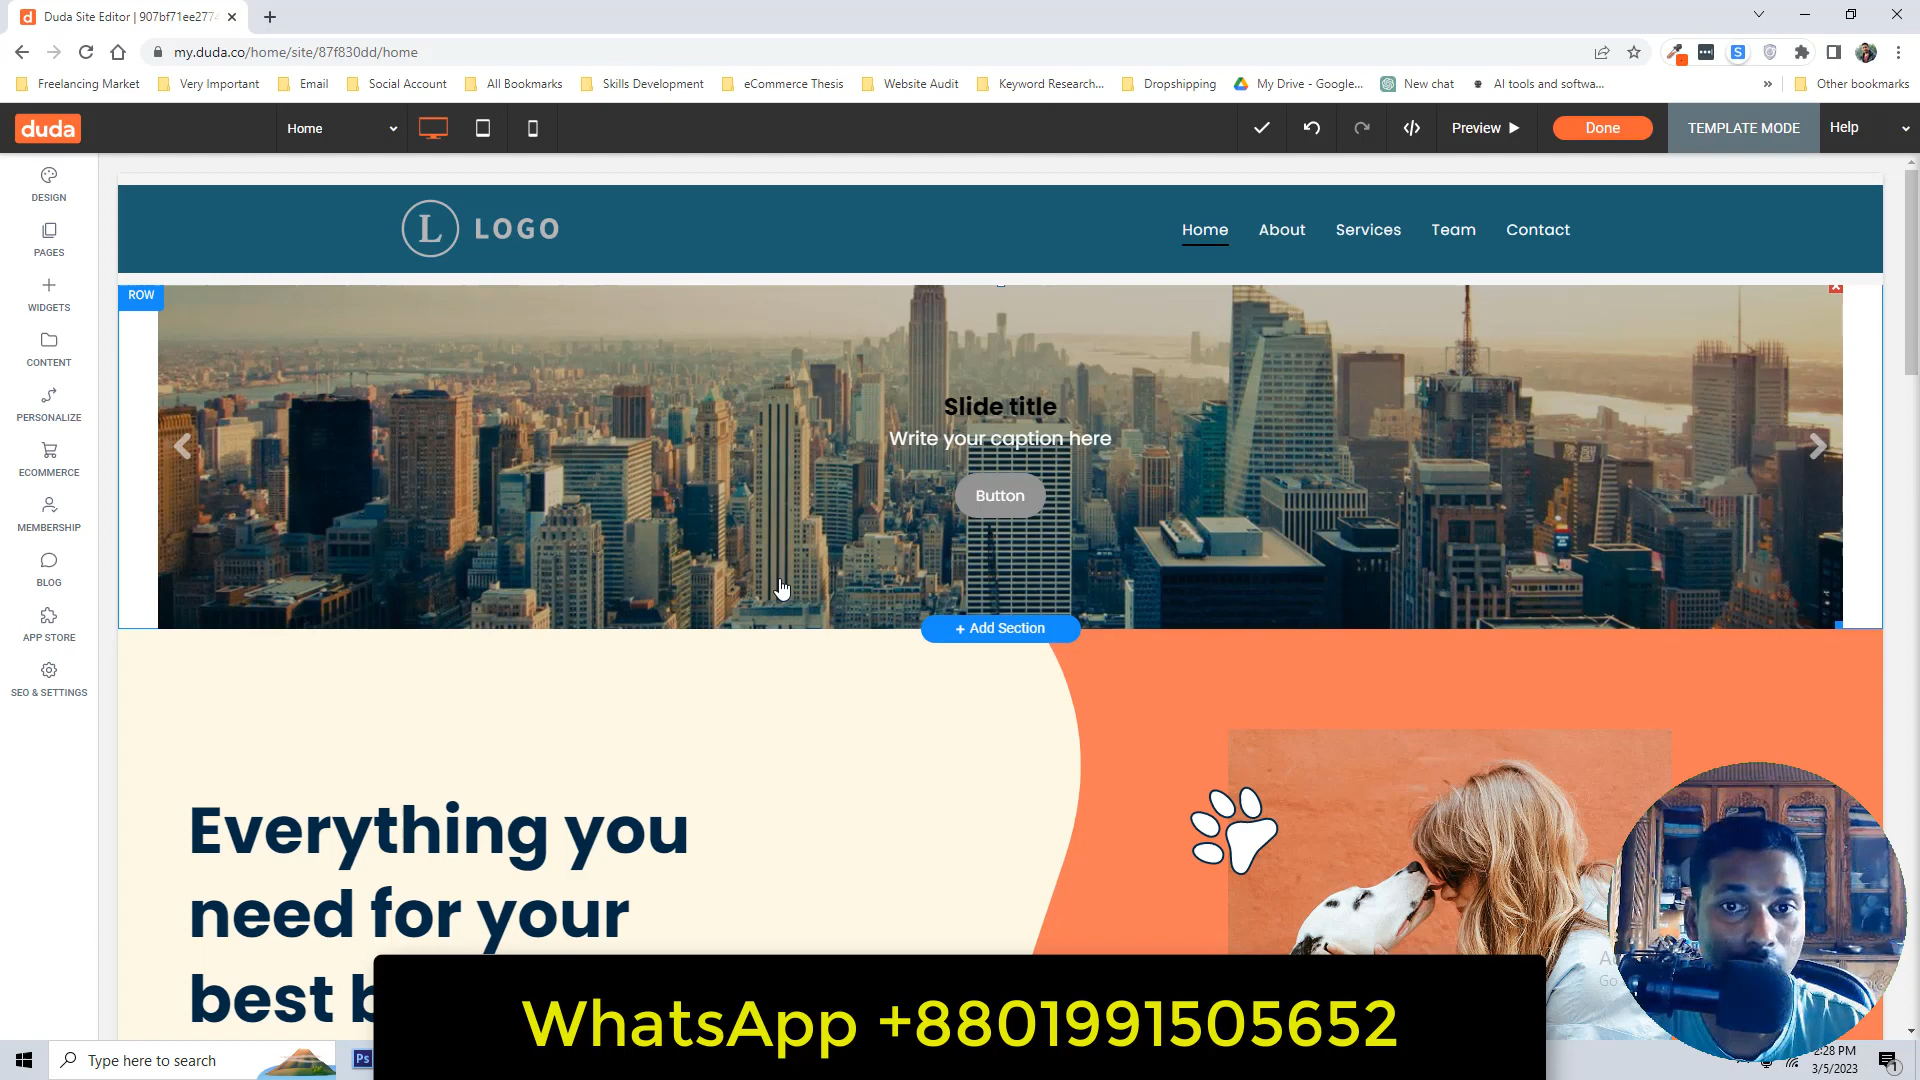 Duda Site Editor | 907bf71ee277
my.duda.co/home/site/87f830dd/home
Freelancing Market Very Important Email Social Account All Bookmarks Skills Development eCommerce Thesis Website Audit Keyword Research... Dropshipping My Drive - Google... New chat AI tools and softwa... » Other bookmarks
duda Home Preview Done TEMPLATE MODE Help
DESIGN
PAGES
WIDGETS
CONTENT
PERSONALIZE
ECOMMERCE
MEMBERSHIP
BLOG
APP STORE
SEO & SETTINGS
L LOGO
Home About Services Team Contact
ROW
Slide title
Write your caption here
Button
+ Add Section
Everything you
need for your
best b
WhatsApp +8801991505652
Type here to search
Ps
2:28 PM
3/5/2023
1